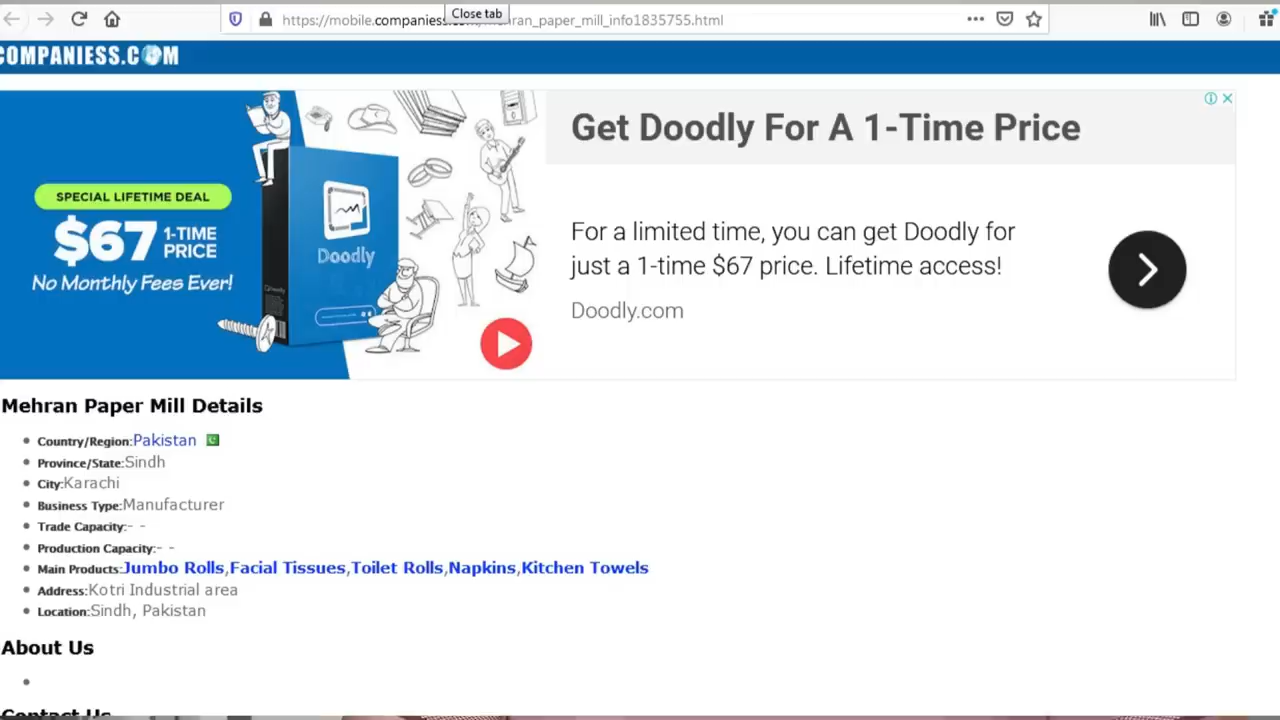 Close tab
https://mobile.companiess.com/mehran_paper_mill_info1835755.html
COMPANIESS.COM
SPECIAL LIFETIME DEAL
$67 1-TIME PRICE
No Monthly Fees Ever!
Doodly
Get Doodly For A 1-Time Price
For a limited time, you can get Doodly for
just a 1-time $67 price. Lifetime access!
Doodly.com
Mehran Paper Mill Details
Country/Region:Pakistan
Province/State:Sindh
City:Karachi
Business Type:Manufacturer
Trade Capacity:- -
Production Capacity:- -
Main Products:Jumbo Rolls,Facial Tissues,Toilet Rolls,Napkins,Kitchen Towels
Address:Kotri Industrial area
Location:Sindh, Pakistan
About Us
Contact Us